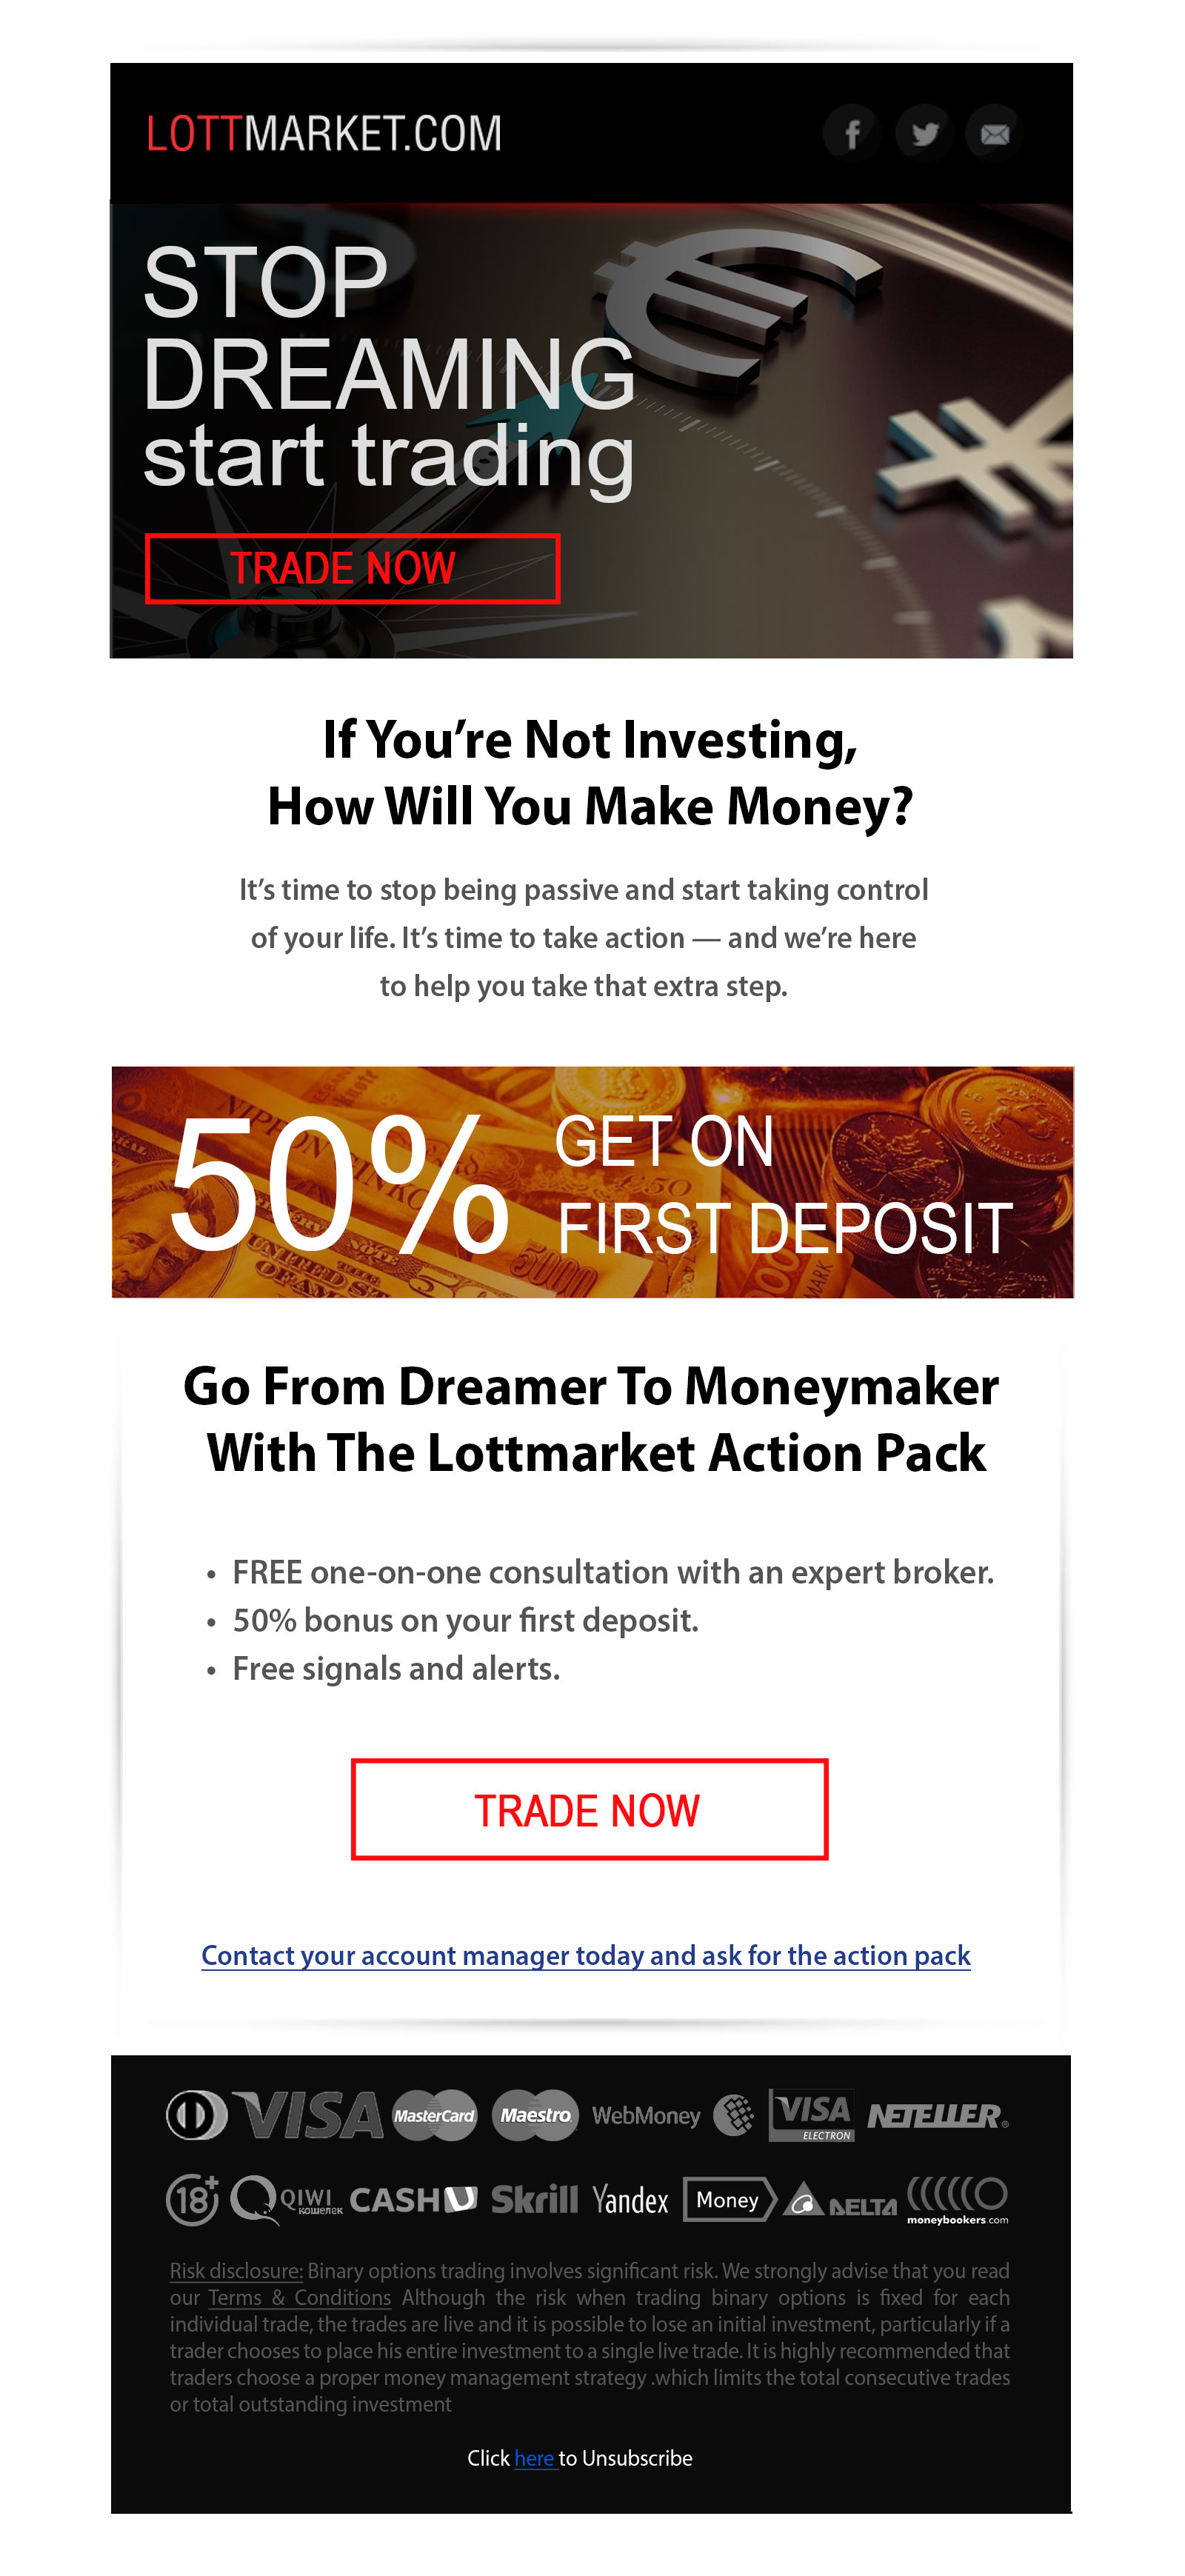 LOTTMARKET.COM
STOP
DREAMING
start trading
TRADE NOW
If You’re Not Investing,
How Will You Make Money?
It’s time to stop being passive and start taking control
of your life. It’s time to take action — and we’re here
to help you take that extra step.
50%
GET ON
FIRST DEPOSIT
Go From Dreamer To Moneymaker
With The Lottmarket Action Pack
• FREE one-on-one consultation with an expert broker.
• 50% bonus on your first deposit.
• Free signals and alerts.
TRADE NOW
Contact your account manager today and ask for the action pack
VISA MasterCard Maestro WebMoney VISA ELECTRON NETELLER®
18+ QIWI кошелек CASHU Skrill Yandex Money DELTA moneybookers.com
Risk disclosure: Binary options trading involves significant risk. We strongly advise that you read
our Terms & Conditions Although the risk when trading binary options is fixed for each
individual trade, the trades are live and it is possible to lose an initial investment, particularly if a
trader chooses to place his entire investment to a single live trade. It is highly recommended that
traders choose a proper money management strategy .which limits the total consecutive trades
or total outstanding investment
Click here to Unsubscribe